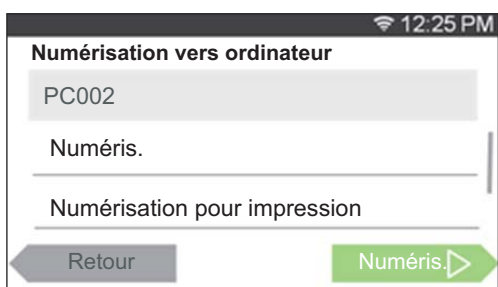 12:25 PM
Numérisation vers ordinateur
PC002
Numéris.
Numérisation pour impression
Retour
Numéris.